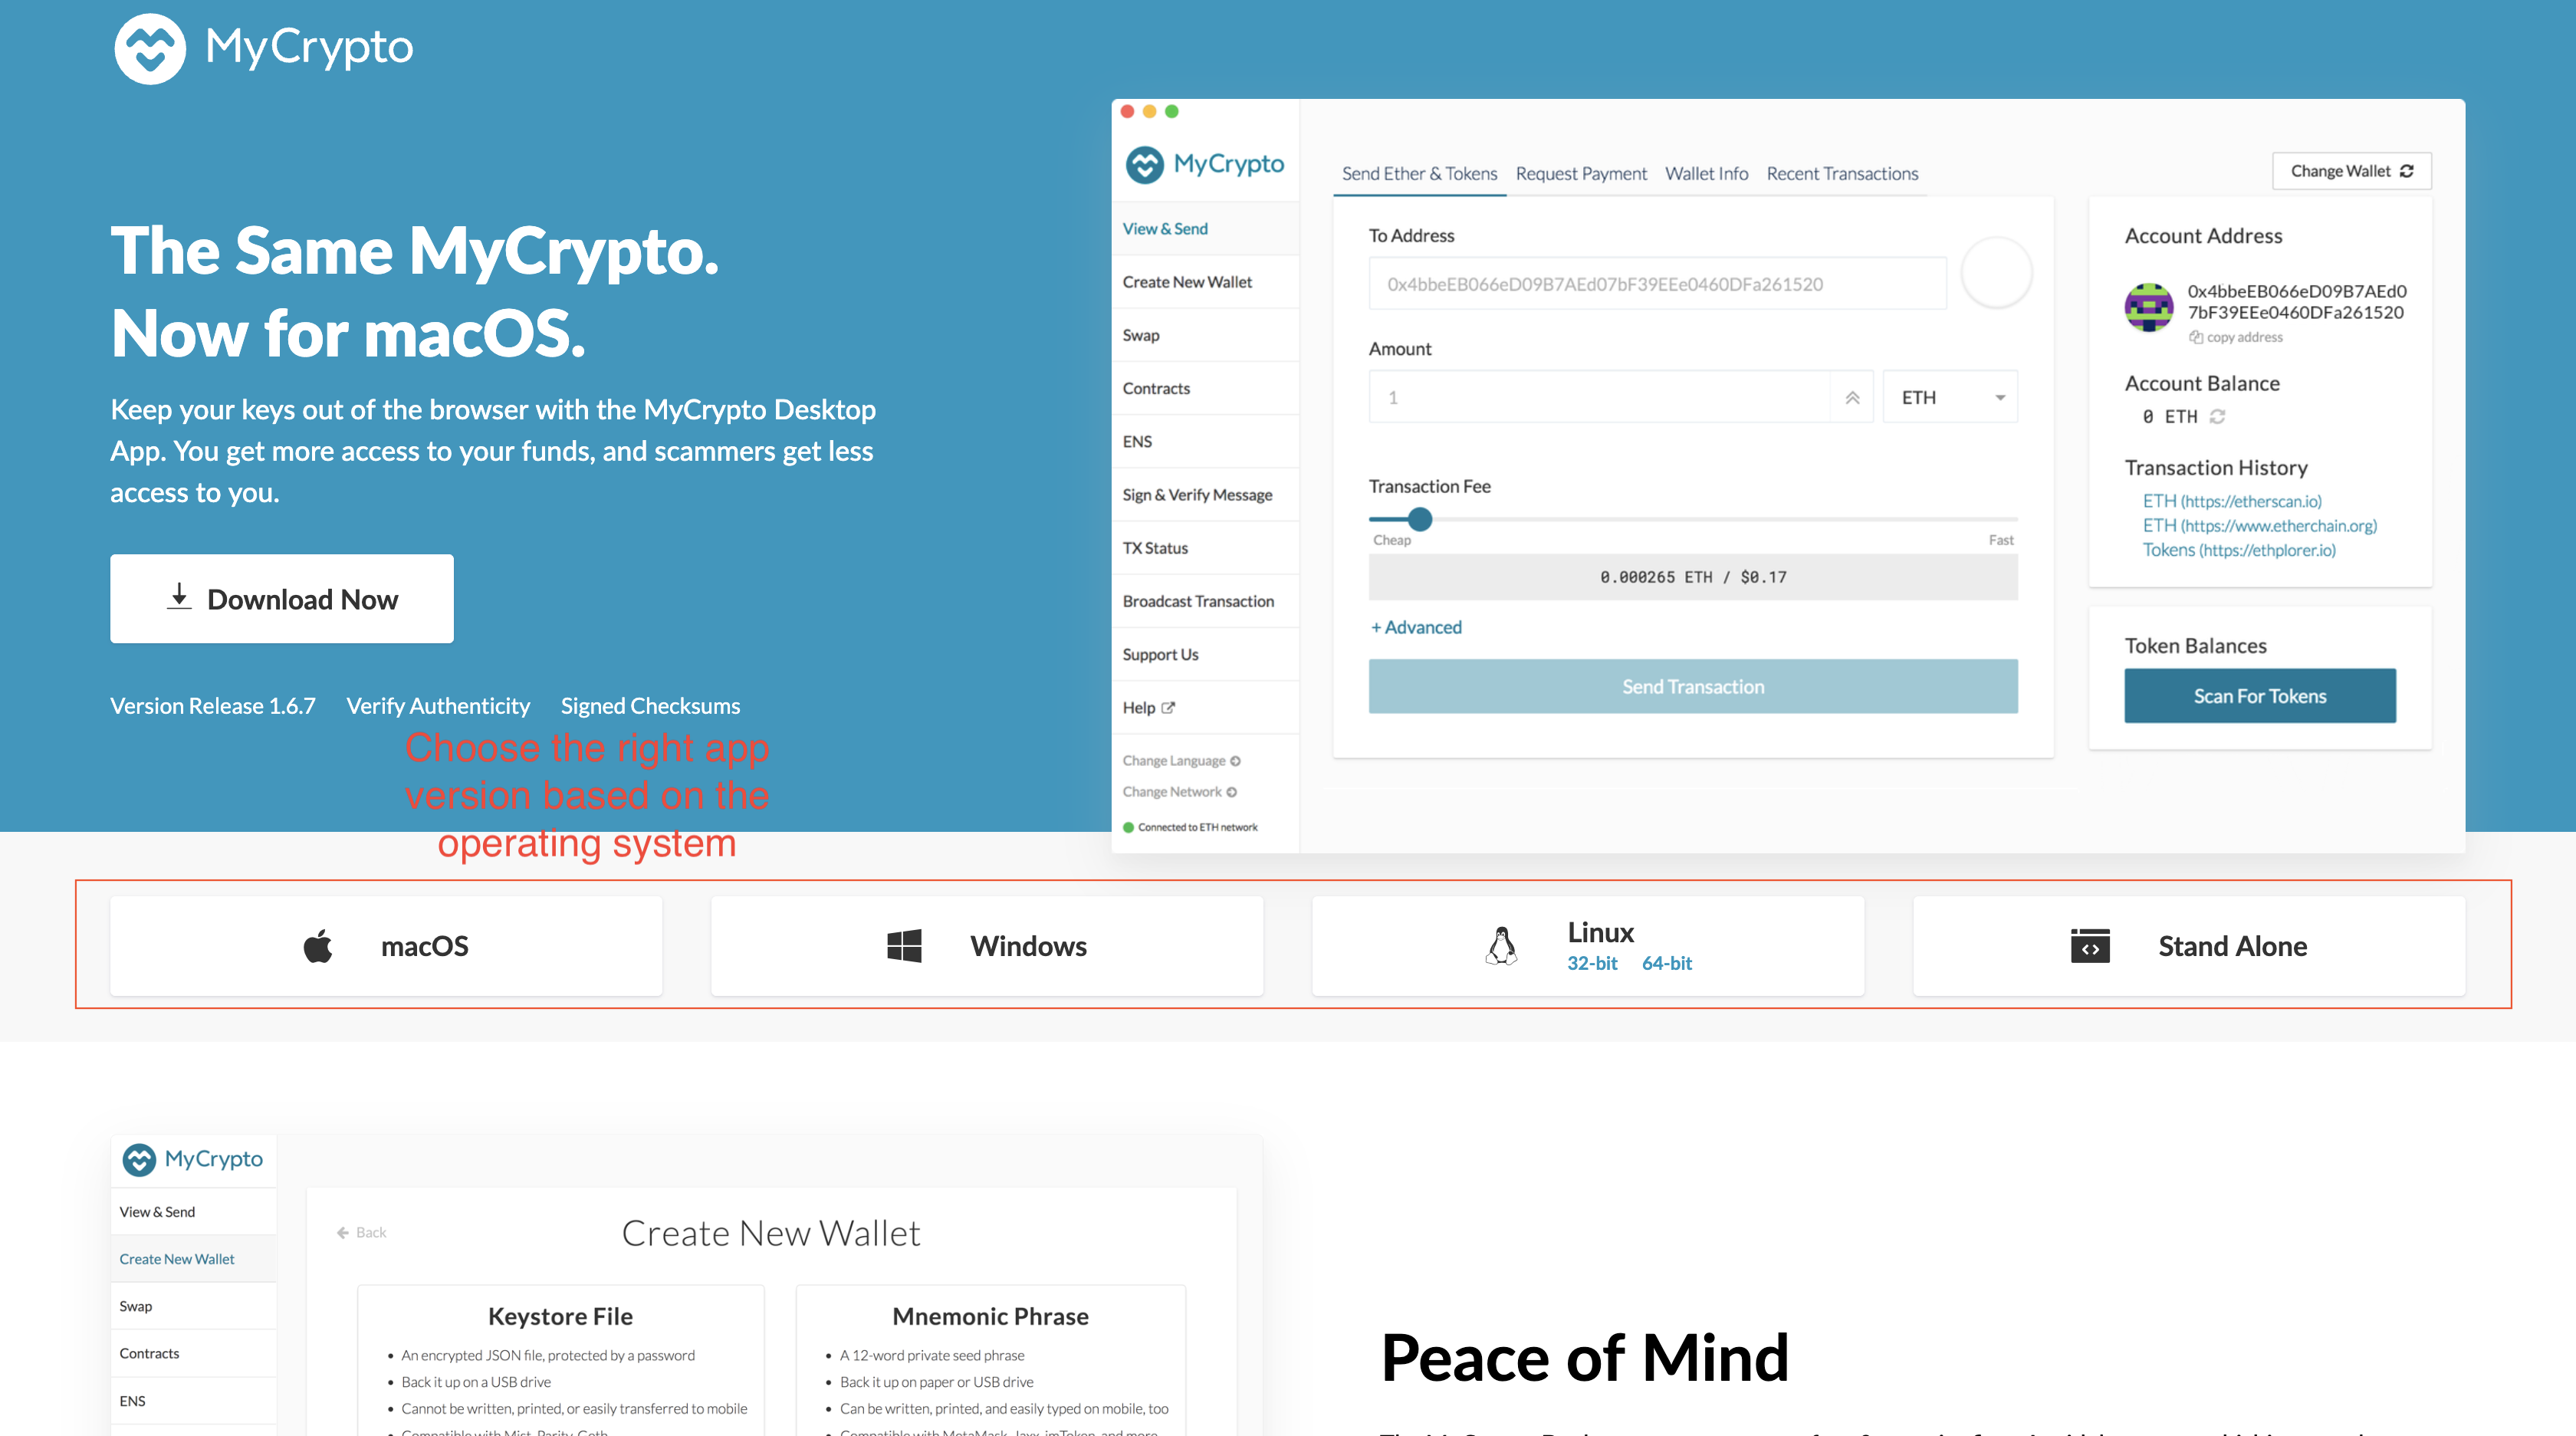 MyCrypto
The Same MyCrypto.
Now for macOS.
Keep your keys out of the browser with the MyCrypto Desktop
App. You get more access to your funds, and scammers get less
access to you.
Download Now
Version Release 1.6.7 Verify Authenticity Signed Checksums
Choose the right app
version based on the
operating system
MyCrypto
View & Send
Create New Wallet
Swap
Contracts
ENS
Sign & Verify Message
TX Status
Broadcast Transaction
Support Us
Help
Change Language
Change Network
Connected to ETH network
Send Ether & Tokens Request Payment Wallet Info Recent Transactions
Change Wallet
To Address
0x4bbeEB066eD09B7AEd07bF39EEe0460DFa261520
Amount
1 ETH
Transaction Fee
Cheap Fast
0.000265 ETH / $0.17
+ Advanced
Send Transaction
Account Address
0x4bbeEB066eD09B7AEd0
7bF39EEe0460DFa261520
copy address
Account Balance
0 ETH
Transaction History
ETH (https://etherscan.io)
ETH (https://www.etherchain.org)
Tokens (https://ethplorer.io)
Token Balances
Scan For Tokens
macOS
Windows
Linux
32-bit 64-bit
Stand Alone
MyCrypto
View & Send
Create New Wallet
Swap
Contracts
ENS
Back
Create New Wallet
Keystore File
• An encrypted JSON file, protected by a password
• Back it up on a USB drive
• Cannot be written, printed, or easily transferred to mobile
Mnemonic Phrase
• A 12-word private seed phrase
• Back it up on paper or USB drive
• Can be written, printed, and easily typed on mobile, too
Peace of Mind